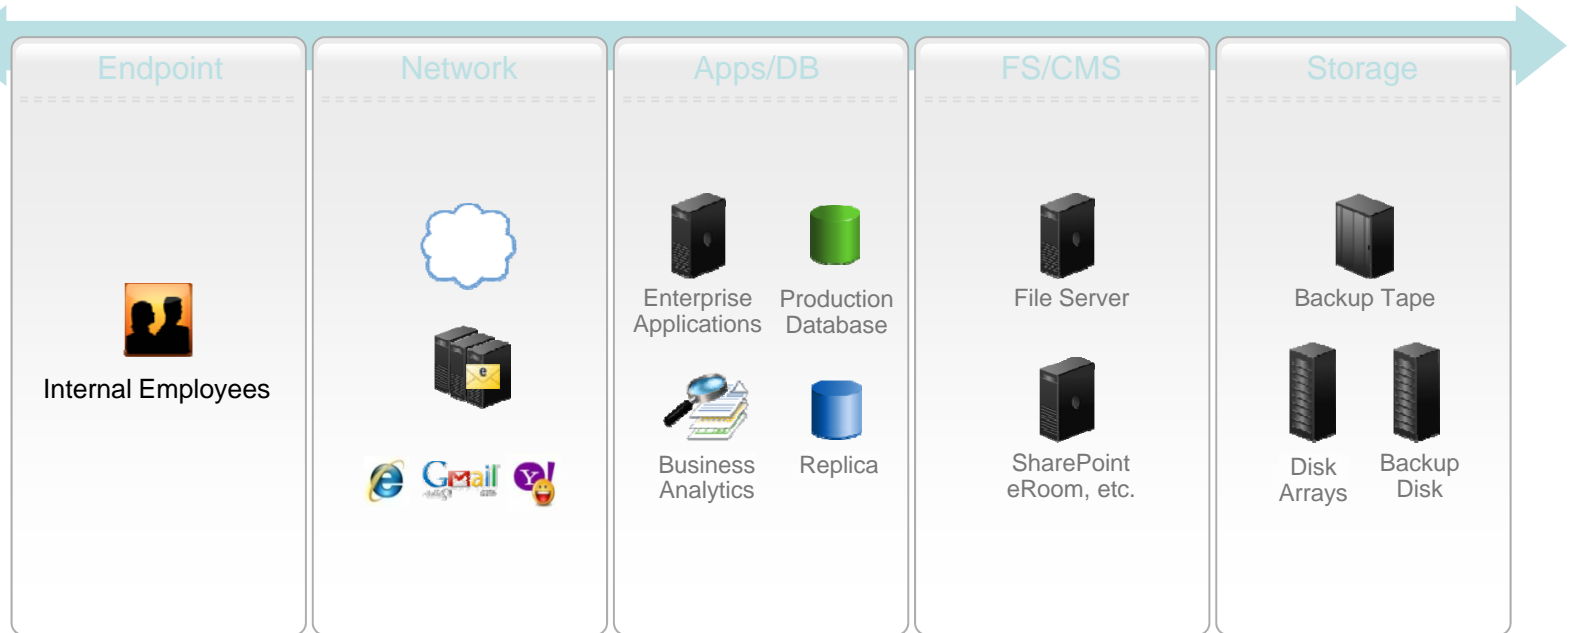 Endpoint
Network
Apps/DB
FS/CMS
Storage
Internal Employees
e
e
Gmail
Y!
Enterprise
Applications
Production
Database
Business
Analytics
Replica
File Server
SharePoint
eRoom, etc.
Backup Tape
Disk
Arrays
Backup
Disk